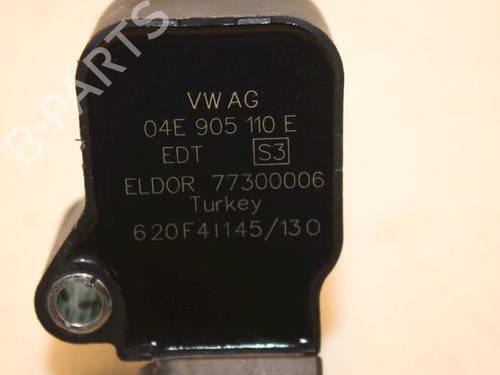 B-PARTS
VW AG
04E 905 110 E
EDT S3
ELDOR 77300006
Turkey
620F41145/130